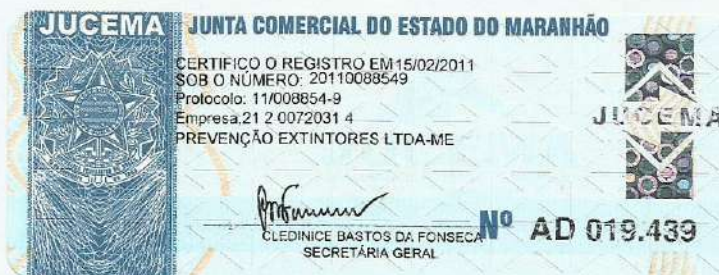 JUCEMA JUNTA COMERCIAL DO ESTADO DO MARANHÃO
CERTIFICO O REGISTRO EM 15/02/2011
SOB O NÚMERO: 20110088549
Protocolo: 11/008854-9
Empresa:21 2 0072031 4
PREVENÇÃO EXTINTORES LTDA-ME
JUCEMA
CLEDINICE BASTOS DA FONSECA
SECRETÁRIA GERAL
Nº AD 019.439